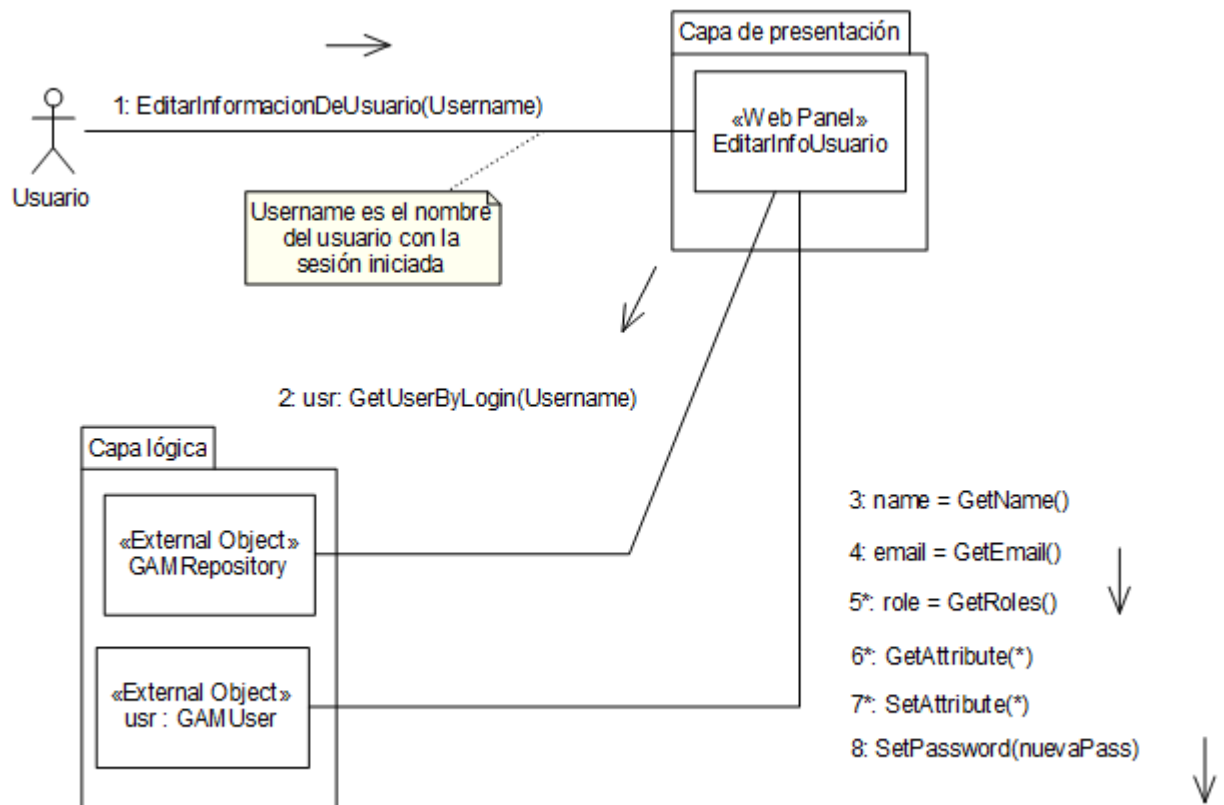 Capa de presentación
1: EditarInformacionDeUsuario(Username)
«Web Panel»
EditarInfoUsuario
Usuario
Username es el nombre
del usuario con la
sesión iniciada
2: usr: GetUserByLogin(Username)
Capa lógica
«External Object»
GAMRepository
3: name = GetName()
4: email = GetEmail()
5*: role = GetRoles()
6*: GetAttribute(*)
«External Object»
usr : GAMUser
7*: SetAttribute(*)
8: SetPassword(nuevaPass)